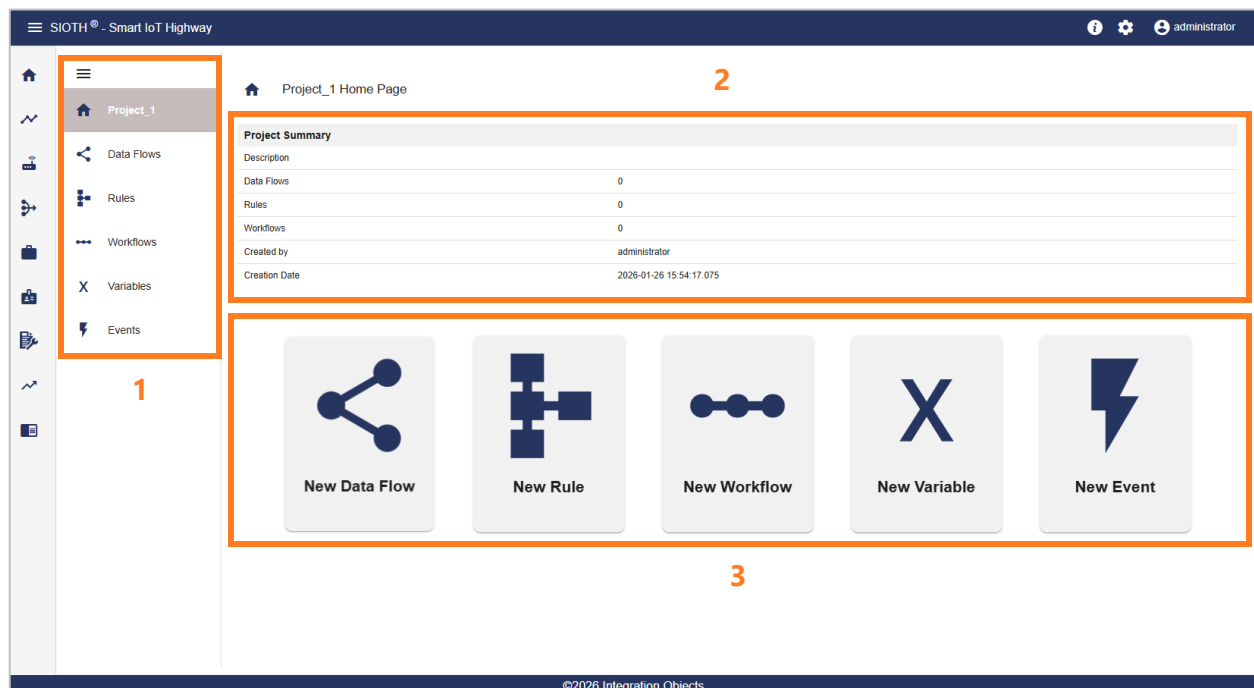 SIOTH ® - Smart IoT Highway
administrator
Project_1
Data Flows
Rules
Workflows
Variables
Events
1
Project_1 Home Page
2
Project Summary
Description
Data Flows 0
Rules 0
Workflows 0
Created by administrator
Creation Date 2026-01-26 15:54:17.075
New Data Flow
New Rule
New Workflow
New Variable
New Event
3
©2026 Integration Objects